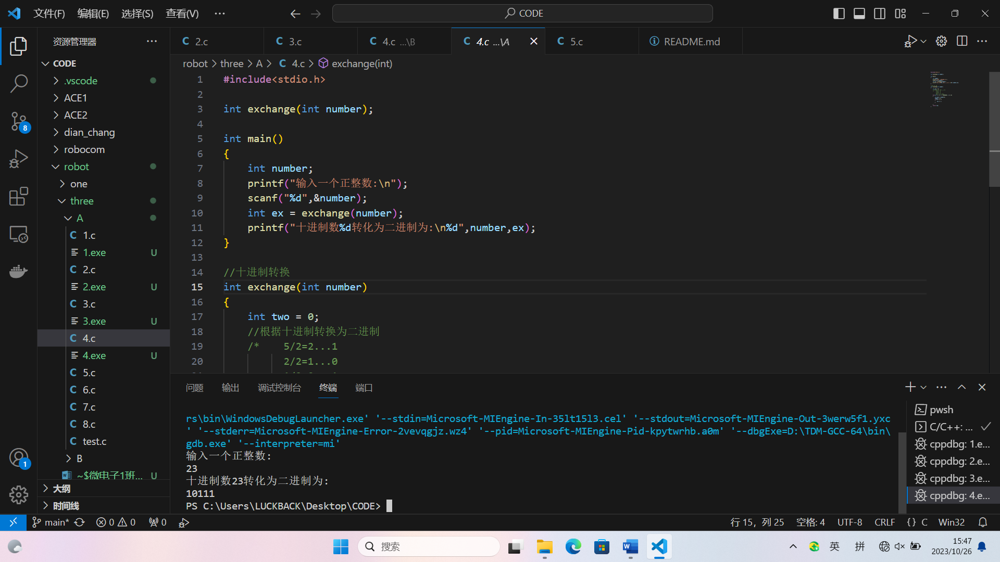 文件(F) 编辑(E) 选择(S) 查看(V) ··· CODE
资源管理器 ···
CODE
.vscode
ACE1
ACE2
dian_chang
robocom
robot
one
three
A
C 1.c
1.exe U
C 2.c
2.exe U
C 3.c
3.exe U
C 4.c
4.exe U
C 5.c
C 6.c
C 7.c
C 8.c
C test.c
B
~$微电子1班... U
大纲
时间线
8
1
C 2.c C 3.c C 4.c ...\B C 4.c ...\A C 5.c README.md
robot > three > A > C 4.c > exchange(int)
1 #include<stdio.h>
2
3 int exchange(int number);
4
5 int main()
6 {
7 int number;
8 printf("输入一个正整数:\n");
9 scanf("%d",&number);
10 int ex = exchange(number);
11 printf("十进制数%d转化为二进制为:\n%d",number,ex);
12 }
13
14 //十进制转换
15 int exchange(int number)
16 {
17 int two = 0;
18 //根据十进制转换为二进制
19 /* 5/2=2...1
20 2/2=1...0
问题 输出 调试控制台 终端 端口
rs\bin\WindowsDebugLauncher.exe' '--stdin=Microsoft-MIEngine-In-35lt15l3.cel' '--stdout=Microsoft-MIEngine-Out-3werw5f1.yxc
' '--stderr=Microsoft-MIEngine-Error-2vevqgjz.wz4' '--pid=Microsoft-MIEngine-Pid-kpytwrhb.a0m' '--dbgExe=D:\TDM-GCC-64\bin\
gdb.exe' '--interpreter=mi'
输入一个正整数:
23
十进制数23转化为二进制为:
10111
PS C:\Users\LUCKBACK\Desktop\CODE>
pwsh
C/C++: ...
cppdbg: 1.e...
cppdbg: 2.e...
cppdbg: 3.e...
cppdbg: 4.e...
main* 0 0 0 行 15，列 25 空格: 4 UTF-8 CRLF {} C Win32
搜索 英 拼 15:47
2023/10/26